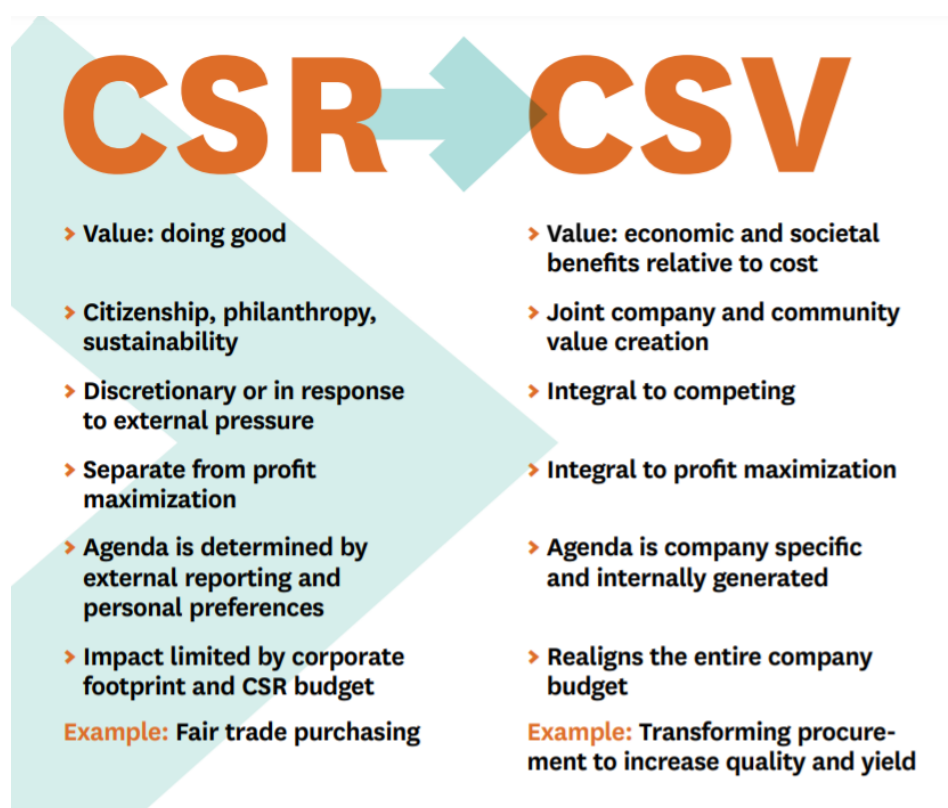 CSR CSV
> Value: doing good
> Citizenship, philanthropy,
sustainability
> Discretionary or in response
to external pressure
> Separate from profit
maximization
> Agenda is determined by
external reporting and
personal preferences
> Impact limited by corporate
footprint and CSR budget
Example: Fair trade purchasing
> Value: economic and societal
benefits relative to cost
> Joint company and community
value creation
> Integral to competing
> Integral to profit maximization
> Agenda is company specific
and internally generated
> Realigns the entire company
budget
Example: Transforming procure-
ment to increase quality and yield